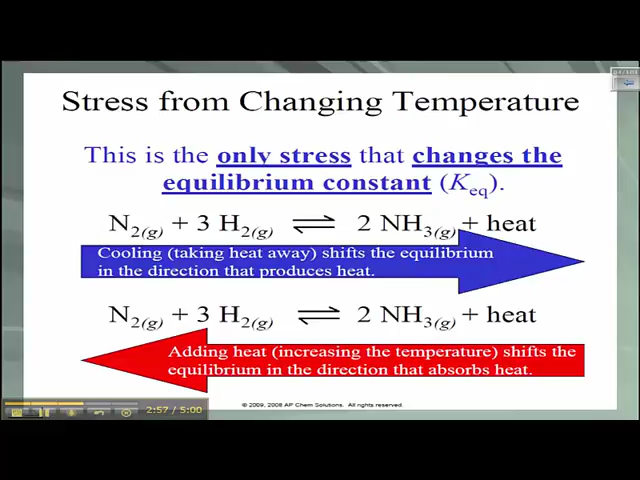 Stress from Changing Temperature
This is the only stress that changes the
equilibrium constant (Keq).
N2(g) + 3 H2(g) ⇌ 2 NH3(g) + heat
Cooling (taking heat away) shifts the equilibrium
in the direction that produces heat.
N2(g) + 3 H2(g) ⇌ 2 NH3(g) + heat
Adding heat (increasing the temperature) shifts the
equilibrium in the direction that absorbs heat.
© 2009, 2008 AP Chem Solutions. All rights reserved.
2:57 / 5:00